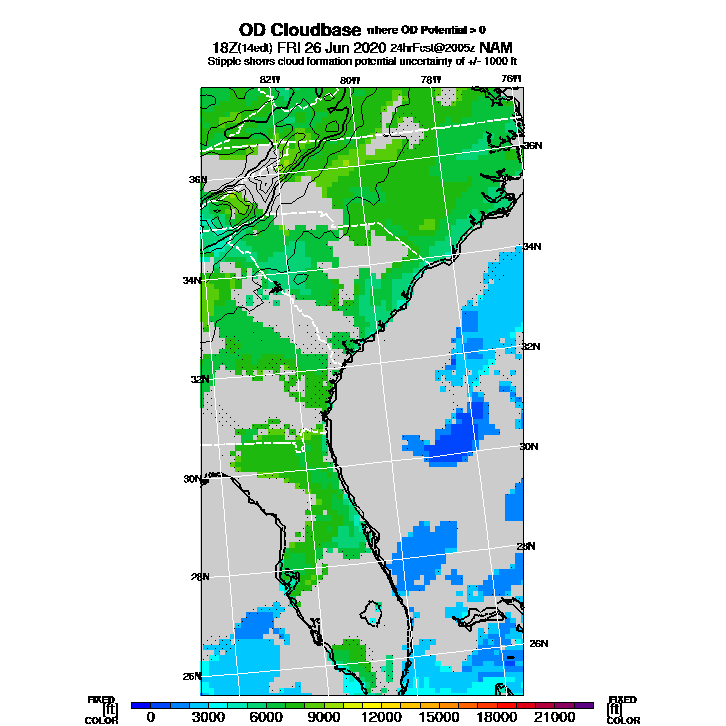 OD Cloudbase where OD Potential > 0
18Z(14edt) FRI 26 Jun 2020 24hrFcst@2005z NAM
Stipple shows cloud formation potential uncertainty of +/- 1000 ft
82W 80W 78W 76W
36N
36N
34N
34N
32N
32N
30N
30N
28N
28N
26N
26N
FIXED FIXED
[ft] [ft]
COLOR 0 3000 6000 9000 12000 15000 18000 21000 COLOR